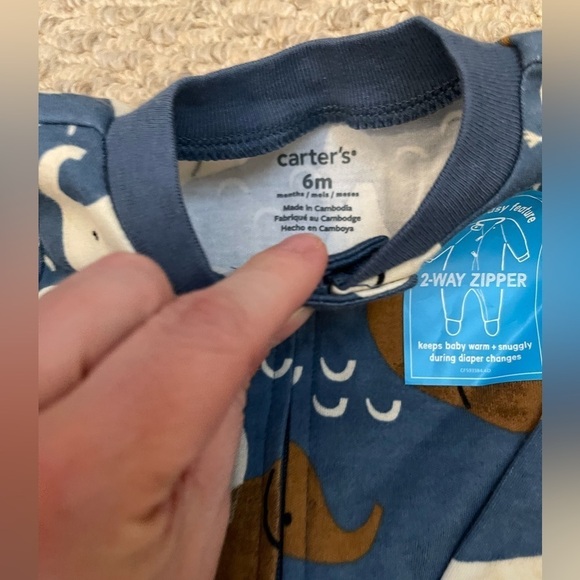 carter's®
6m
months / mois / meses
Made in Cambodia
Fabriqué au Cambodge
Hecho en Camboya
feature
2-WAY ZIPPER
keeps baby warm + snuggly
during diaper changes